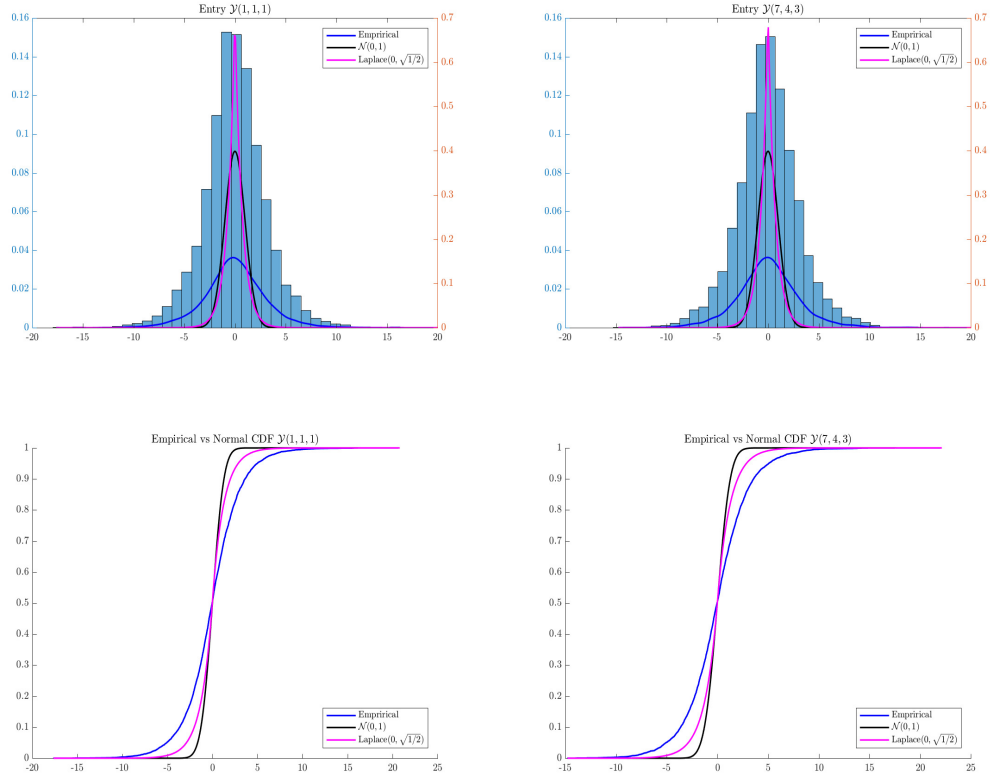 Entry 𝒴(1, 1, 1)
0.16
0.14
0.12
0.1
0.08
0.06
0.04
0.02
0
0.7
0.6
0.5
0.4
0.3
0.2
0.1
0
-20 -15 -10 -5 0 5 10 15 20
Emprirical
𝒩(0, 1)
Laplace(0, √1/2)
Entry 𝒴(7, 4, 3)
0.16
0.14
0.12
0.1
0.08
0.06
0.04
0.02
0
0.7
0.6
0.5
0.4
0.3
0.2
0.1
0
-20 -15 -10 -5 0 5 10 15 20
Emprirical
𝒩(0, 1)
Laplace(0, √1/2)
Empirical vs Normal CDF 𝒴(1, 1, 1)
1
0.9
0.8
0.7
0.6
0.5
0.4
0.3
0.2
0.1
0
-20 -15 -10 -5 0 5 10 15 20 25
Emprirical
𝒩(0, 1)
Laplace(0, √1/2)
Empirical vs Normal CDF 𝒴(7, 4, 3)
1
0.9
0.8
0.7
0.6
0.5
0.4
0.3
0.2
0.1
0
-15 -10 -5 0 5 10 15 20 25
Emprirical
𝒩(0, 1)
Laplace(0, √1/2)